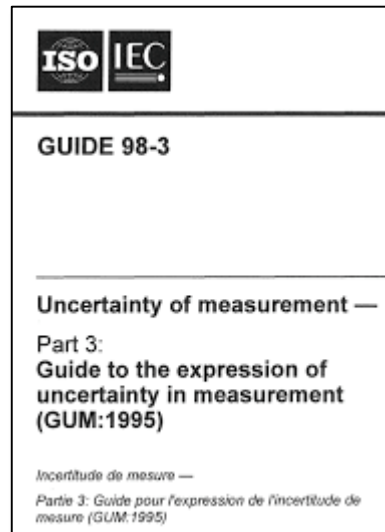 ISO IEC
GUIDE 98-3
Uncertainty of measurement —
Part 3:
Guide to the expression of
uncertainty in measurement
(GUM:1995)
Incertitude de mesure —
Partie 3: Guide pour l'expression de l'incertitude de
mesure (GUM:1995)